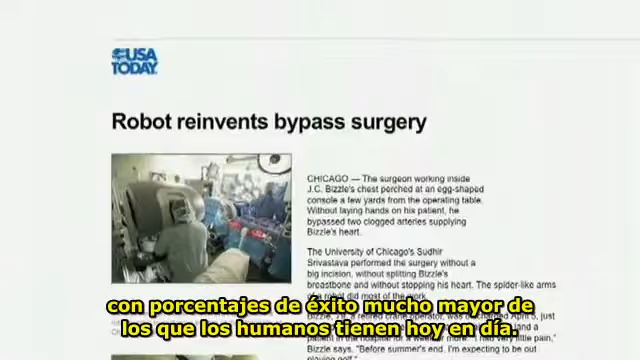 USA
TODAY
Robot reinvents bypass surgery
CHICAGO — The surgeon working inside
J.C. Bizzle's chest perched at an egg-shaped
console a few yards from the operating table.
Without laying hands on his patient, he
bypassed two clogged arteries supplying
Bizzle's heart.
The University of Chicago's Sudhir
Srivastava performed the surgery without a
big incision, without splitting Bizzle's
breastbone and without stopping his heart. The spider-like arms
of a robot did most of the work.
con porcentajes de éxito mucho mayor de
los que los humanos tienen hoy en día.
Bizzle says. "Before summer's end, I'm expecting to be out
playing golf."